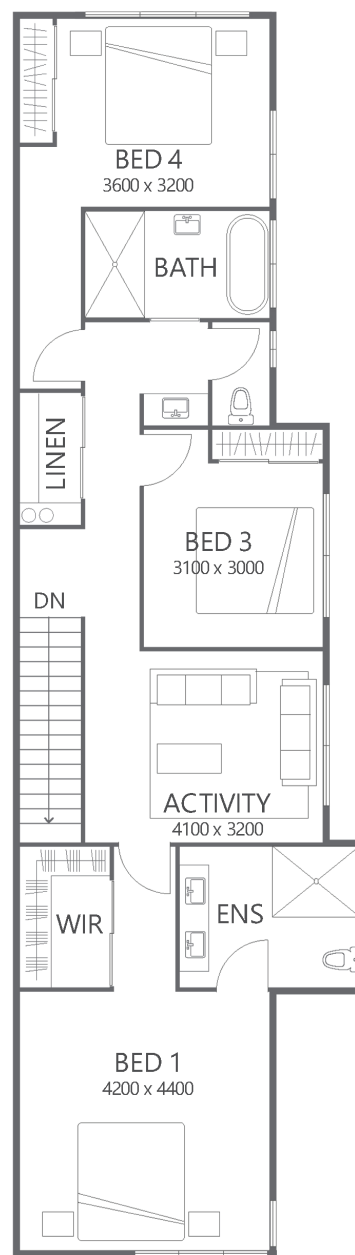 BED 4
3600 x 3200
BATH
LINEN
BED 3
3100 x 3000
DN
ACTIVITY
4100 x 3200
WIR
ENS
BED 1
4200 x 4400